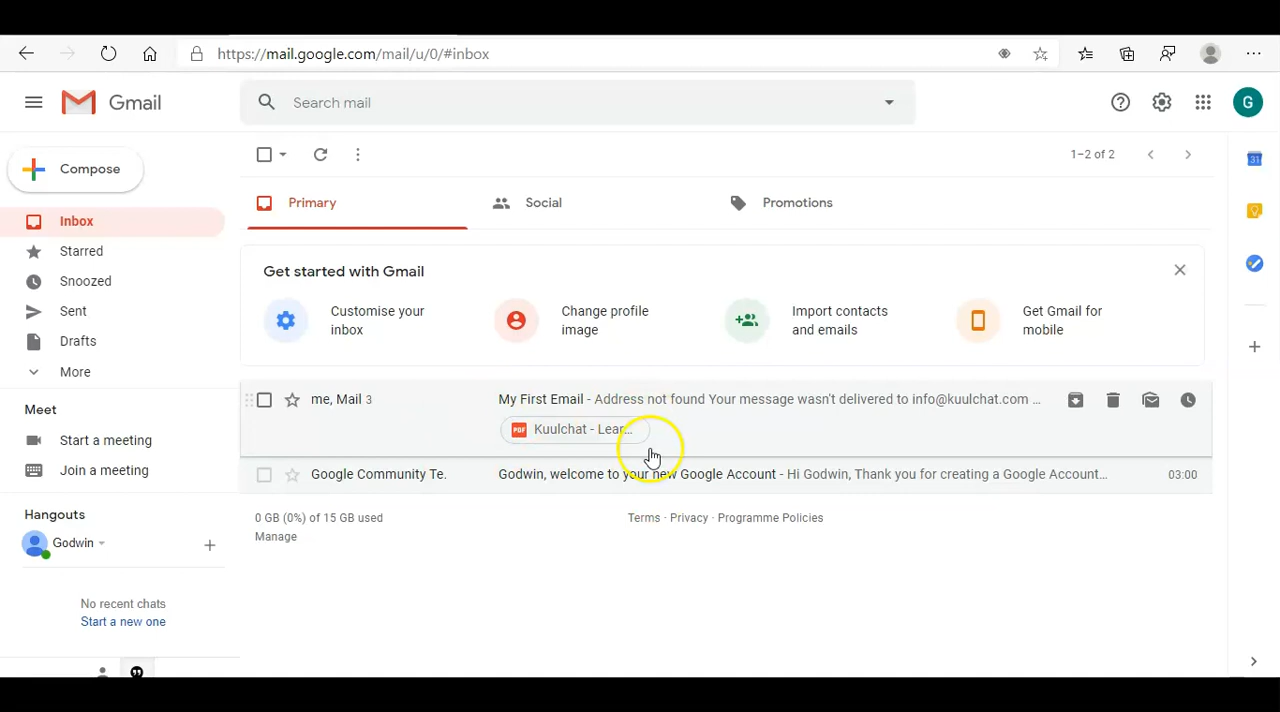 https://mail.google.com/mail/u/0/#inbox
Gmail
Search mail
G
Compose
1–2 of 2
31
Primary
Social
Promotions
Inbox
Starred
Snoozed
Sent
Drafts
More
Get started with Gmail
Customise your
inbox
Change profile
image
Import contacts
and emails
Get Gmail for
mobile
me, Mail 3
My First Email - Address not found Your message wasn't delivered to info@kuulchat.com ...
PDF Kuulchat - Lear...
Google Community Te.
Godwin, welcome to your new Google Account - Hi Godwin, Thank you for creating a Google Account...
03:00
Meet
Start a meeting
Join a meeting
0 GB (0%) of 15 GB used
Manage
Terms · Privacy · Programme Policies
Hangouts
Godwin
No recent chats
Start a new one